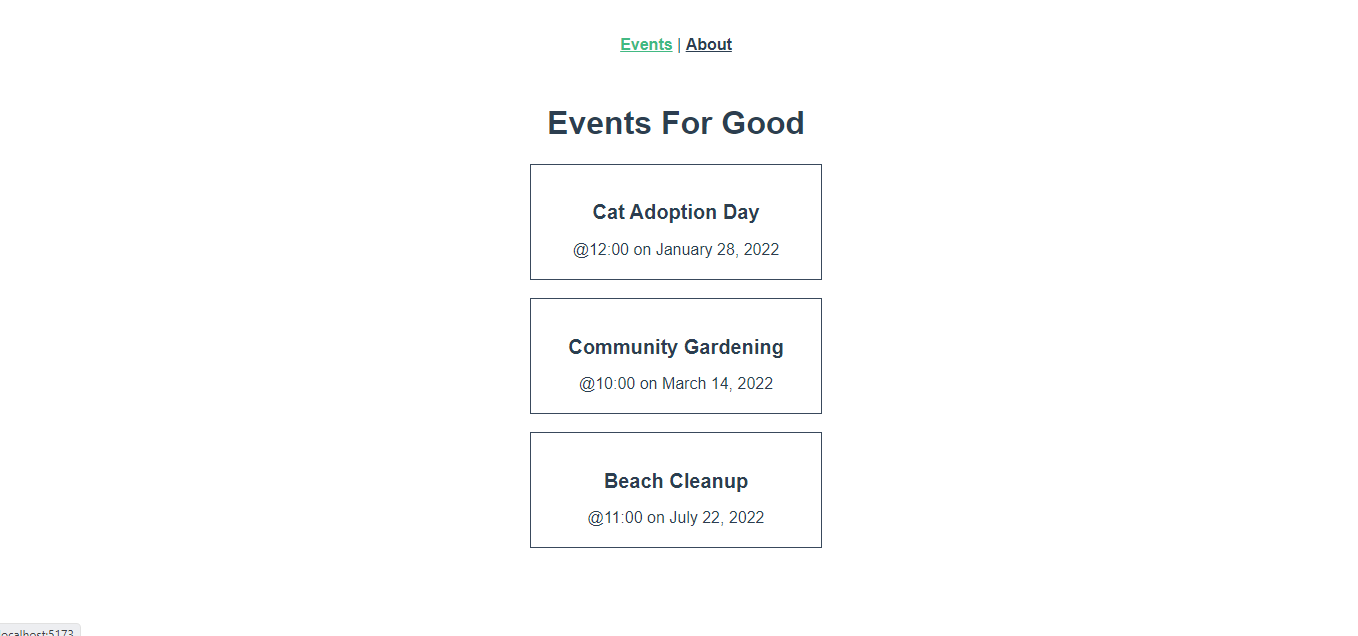 Events | About
Events For Good
Cat Adoption Day
@12:00 on January 28, 2022
Community Gardening
@10:00 on March 14, 2022
Beach Cleanup
@11:00 on July 22, 2022
ocalhost:5173